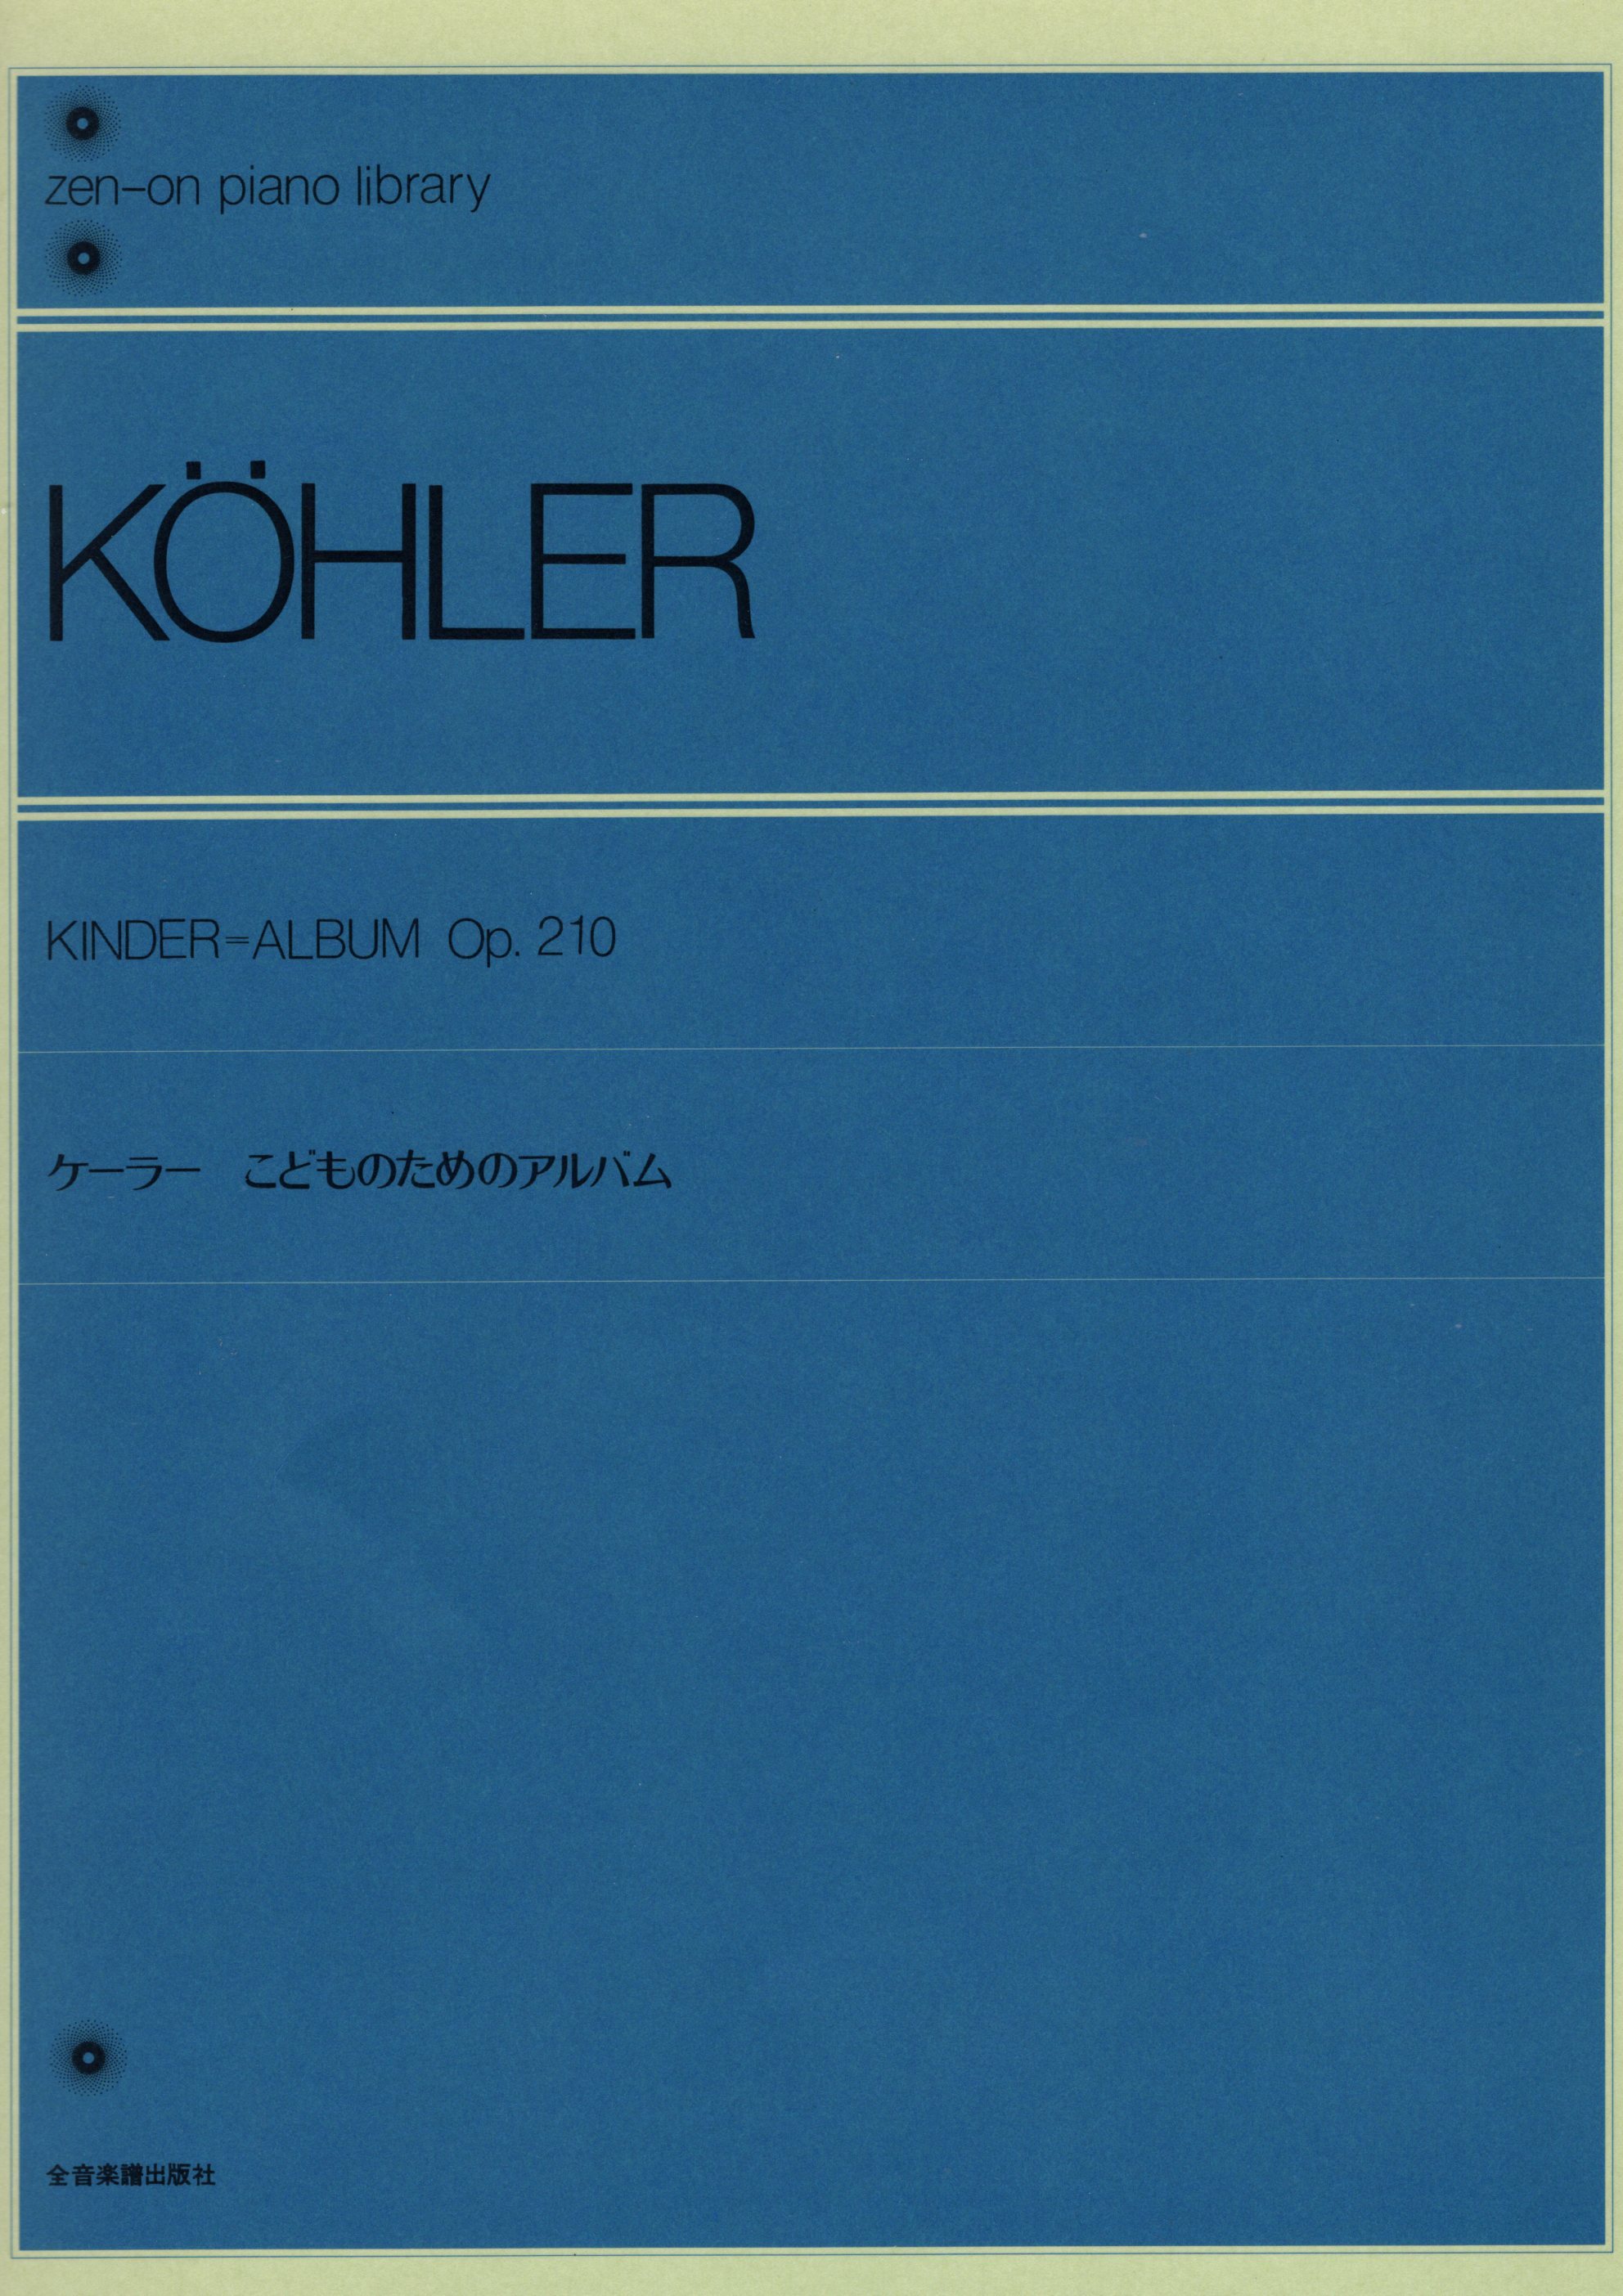 zen-on piano library
KÖHLER
KINDER=ALBUM Op. 210
ケーラー　こどものためのアルバム
全音楽譜出版社